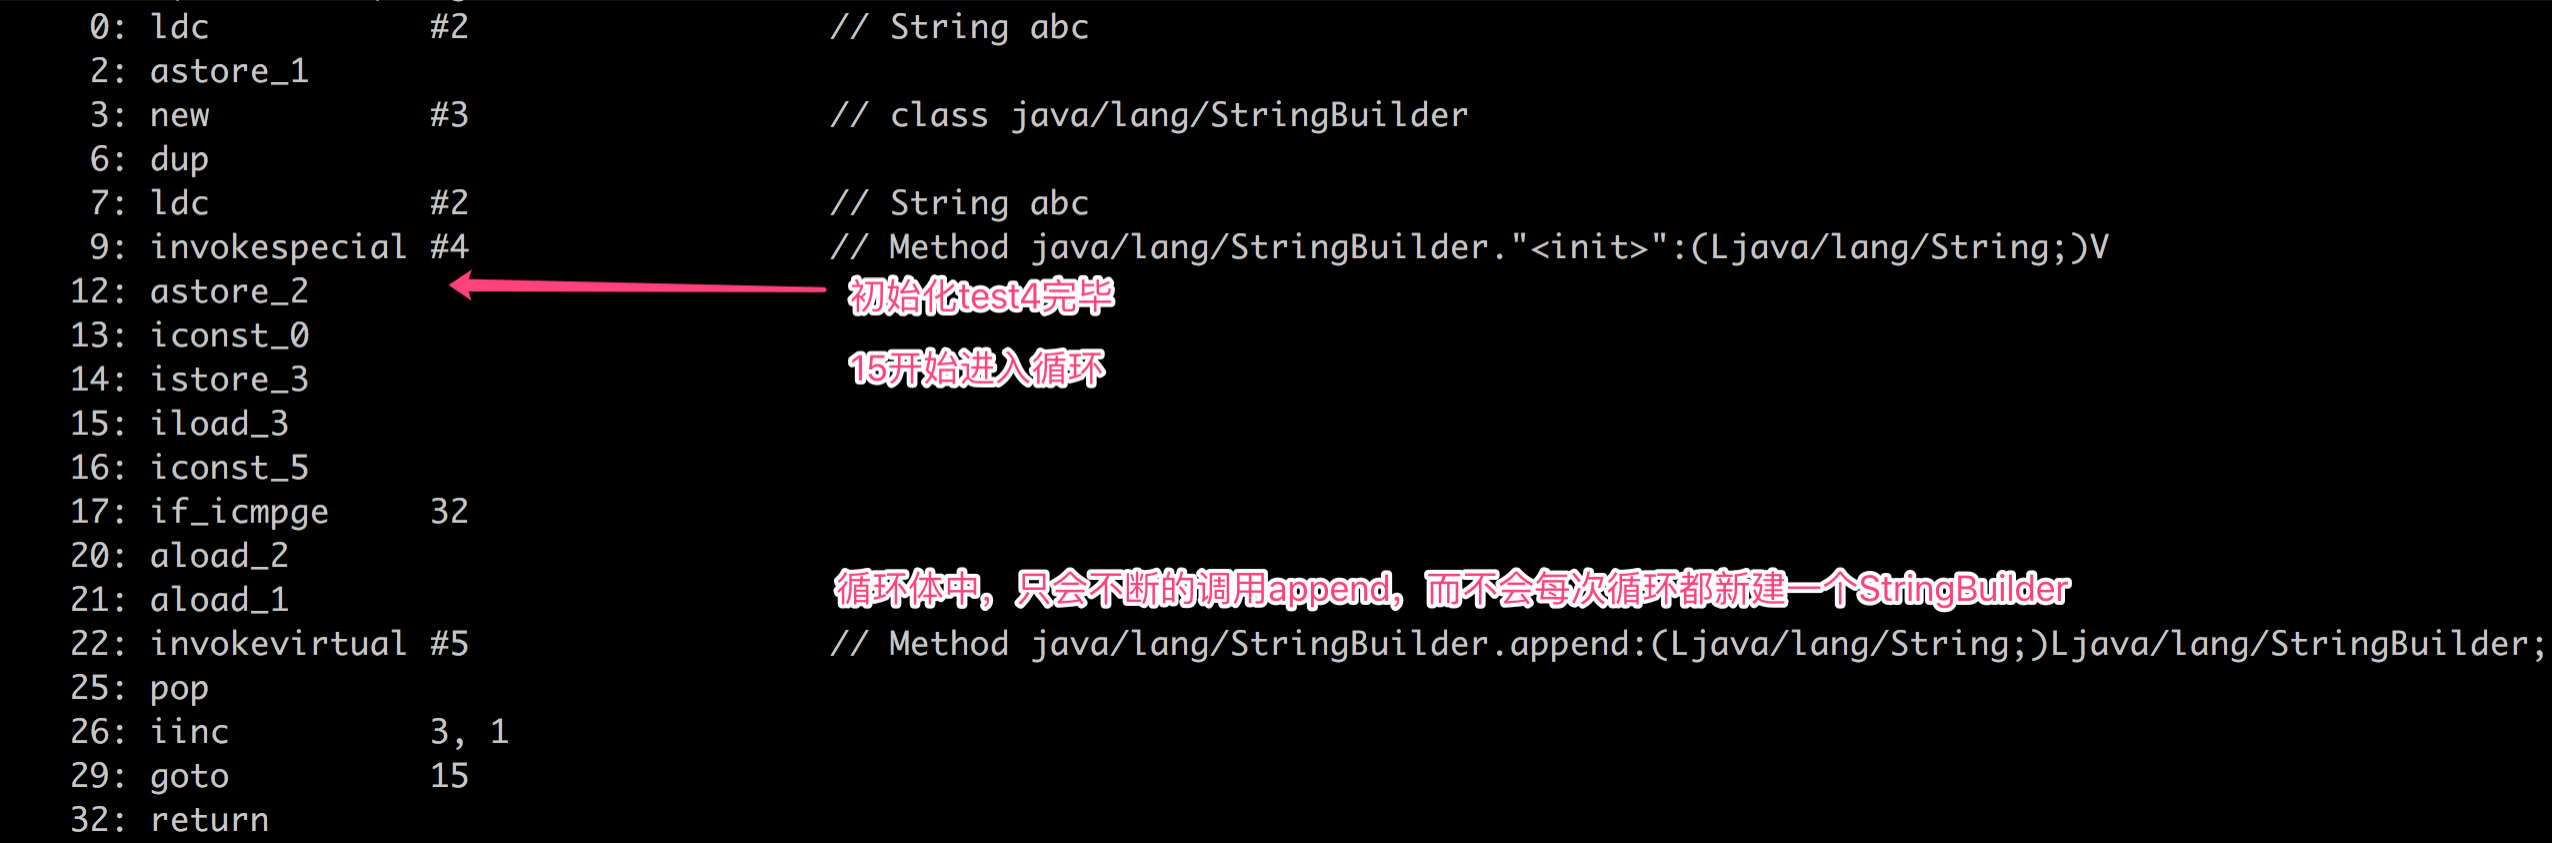 0: ldc #2 // String abc
2: astore_1
3: new #3 // class java/lang/StringBuilder
6: dup
7: ldc #2 // String abc
9: invokespecial #4 // Method java/lang/StringBuilder."<init>":(Ljava/lang/String;)V
12: astore_2
初始化test4完毕
13: iconst_0
14: istore_3
15开始进入循环
15: iload_3
16: iconst_5
17: if_icmpge 32
20: aload_2
循环体中，只会不断的调用append，而不会每次循环都新建一个StringBuilder
21: aload_1
22: invokevirtual #5 // Method java/lang/StringBuilder.append:(Ljava/lang/String;)Ljava/lang/StringBuilder;
25: pop
26: iinc 3, 1
29: goto 15
32: return